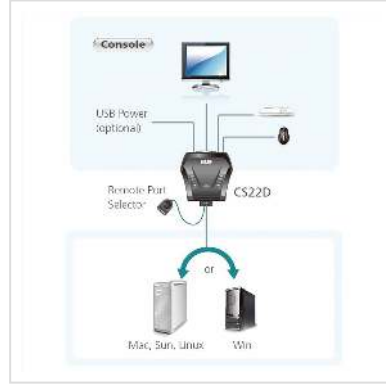 Console
USB Power
(optional)
Remote Port
Selector
CS22D
or
Mac, Sun, Linux
Win